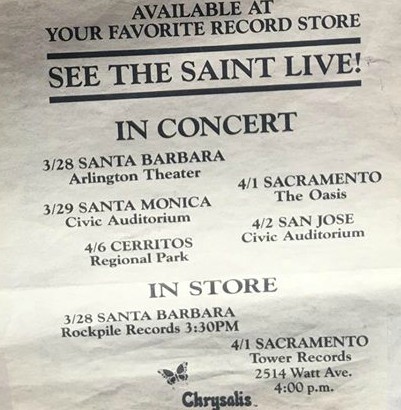 AVAILABLE AT
YOUR FAVORITE RECORD STORE
SEE THE SAINT LIVE!
IN CONCERT
3/28 SANTA BARBARA
Arlington Theater
3/29 SANTA MONICA
Civic Auditorium
4/6 CERRITOS
Regional Park
4/1 SACRAMENTO
The Oasis
4/2 SAN JOSE
Civic Auditorium
IN STORE
3/28 SANTA BARBARA
Rockpile Records 3:30PM
4/1 SACRAMENTO
Tower Records
2514 Watt Ave.
4:00 p.m.
Chrysalis